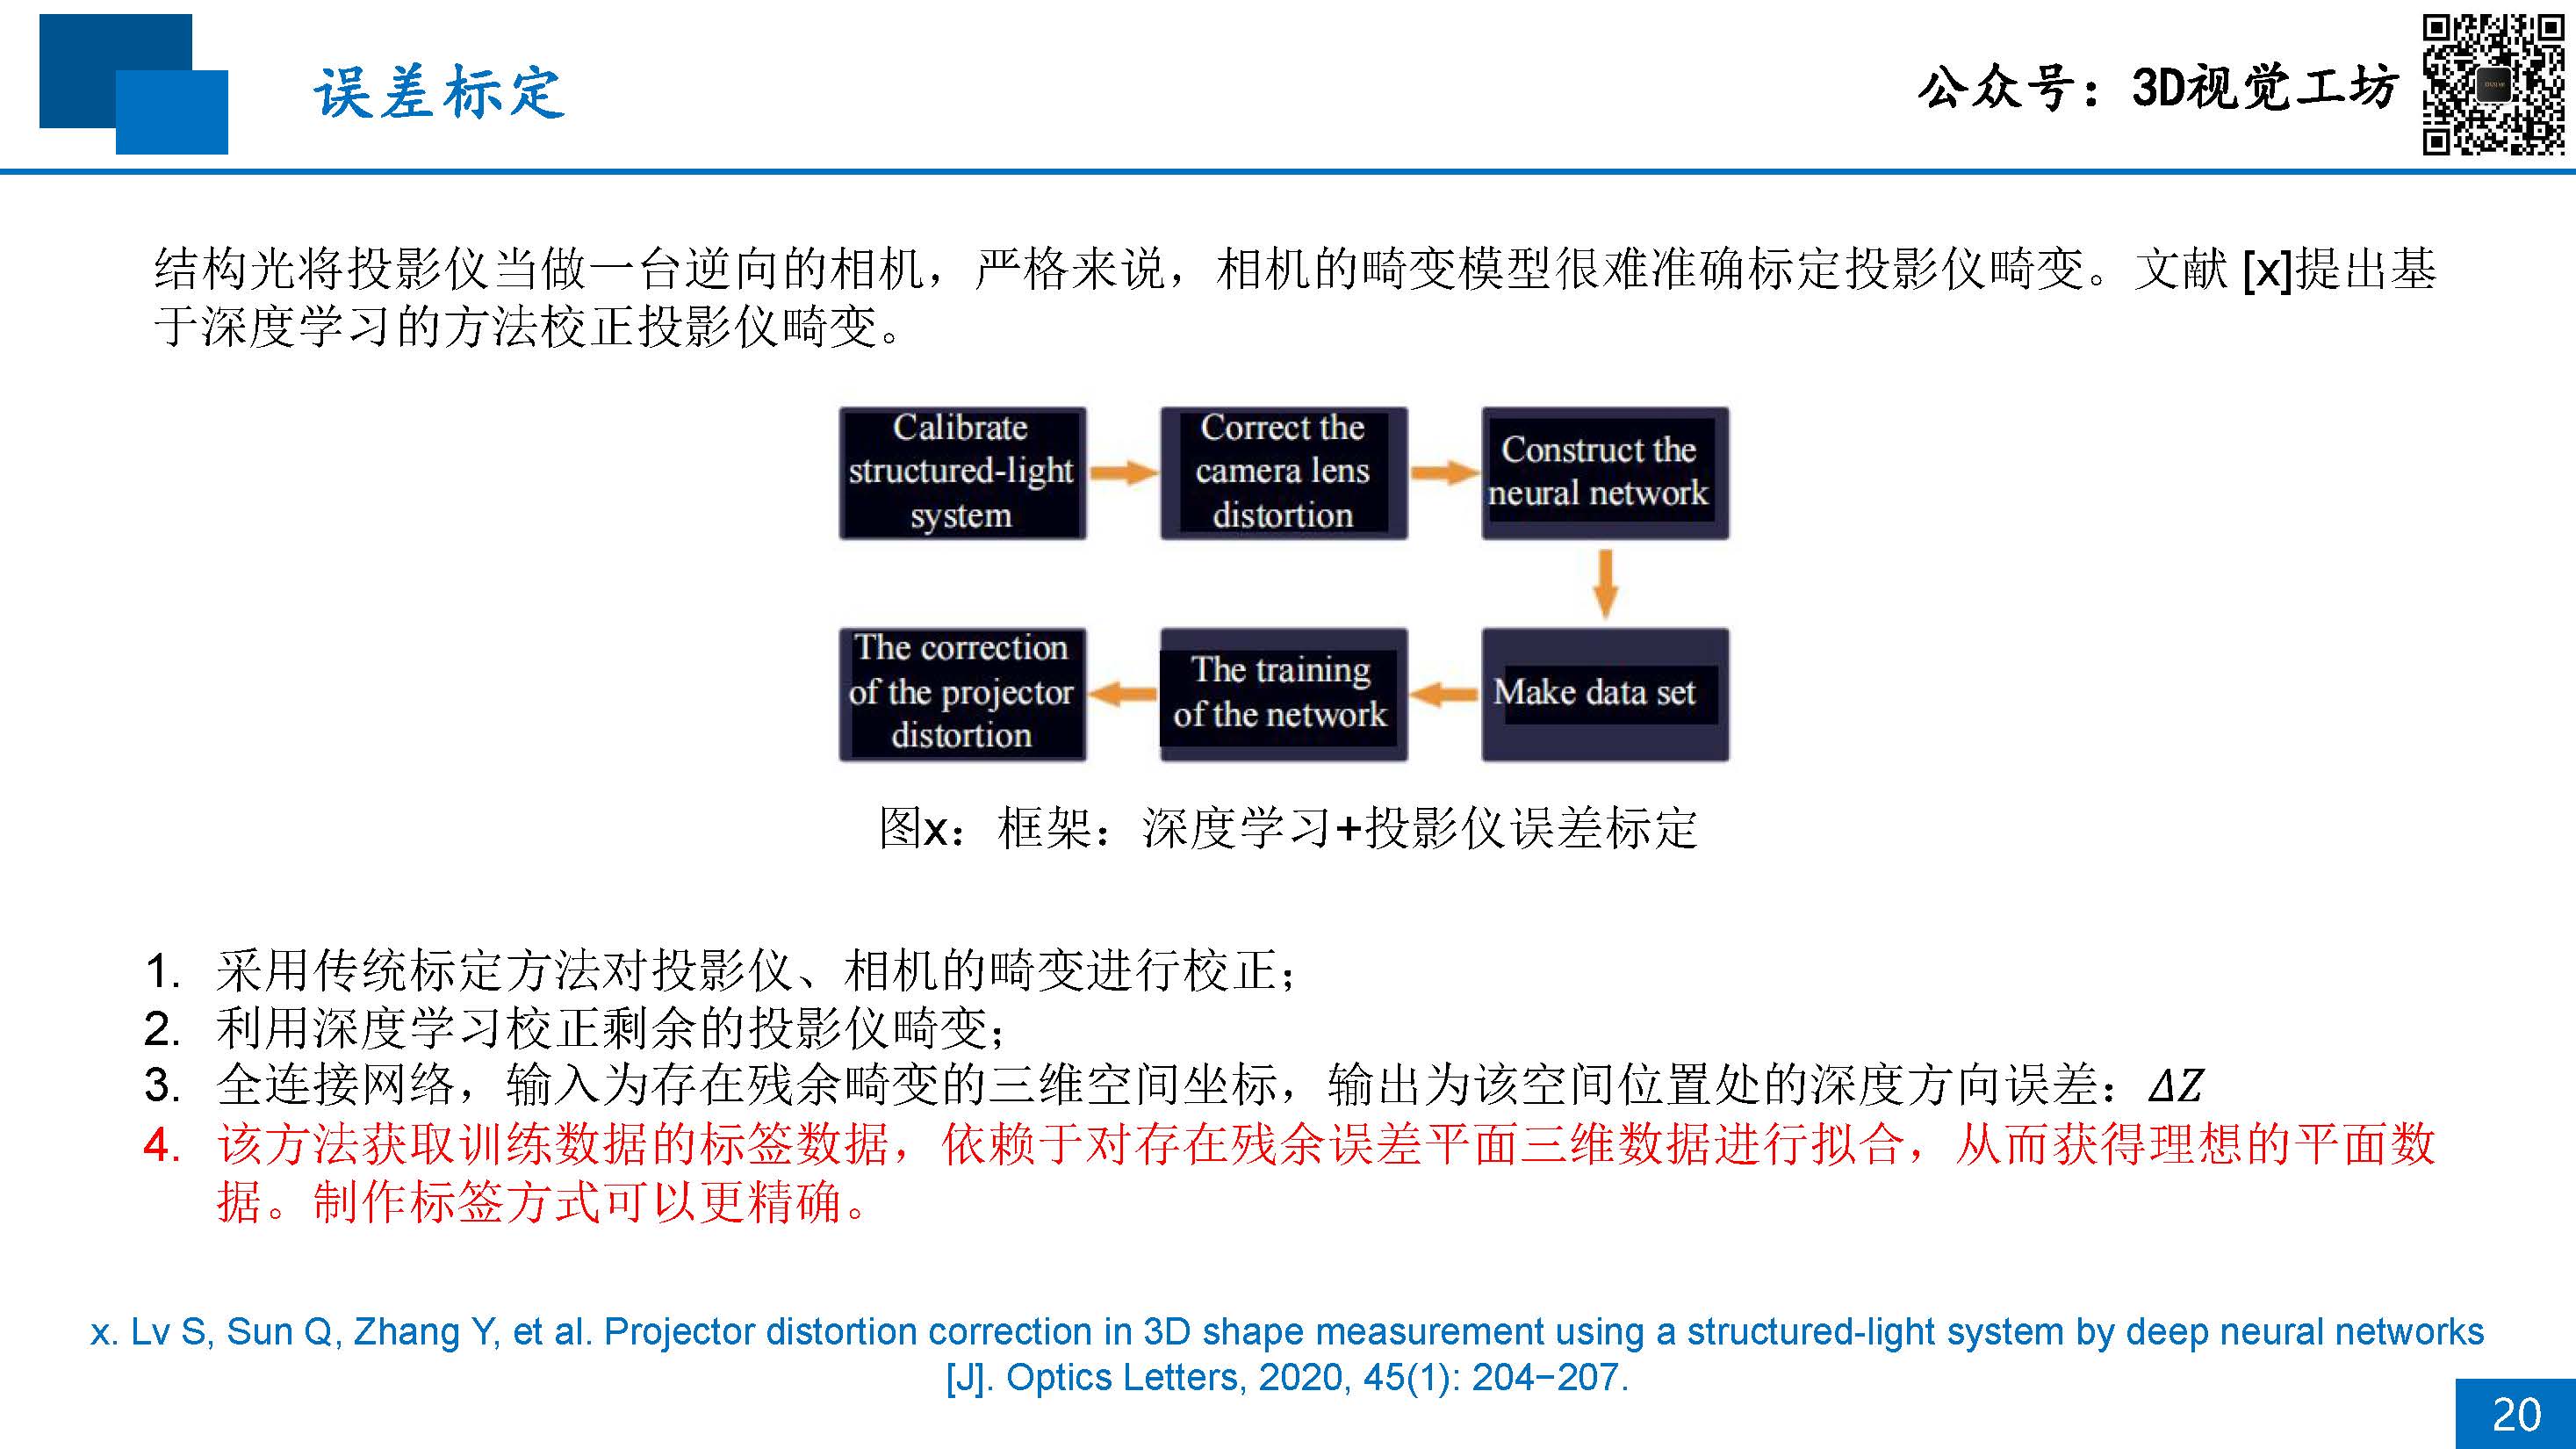 误差标定
公众号：3D视觉工坊
结构光将投影仪当做一台逆向的相机，严格来说，相机的畸变模型很难准确标定投影仪畸变。文献 [x]提出基
于深度学习的方法校正投影仪畸变。
Calibrate
structured-light
system
Correct the
camera lens
distortion
Construct the
neural network
Make data set
The training
of the network
The correction
of the projector
distortion
图x：框架：深度学习+投影仪误差标定
1. 采用传统标定方法对投影仪、相机的畸变进行校正；
2. 利用深度学习校正剩余的投影仪畸变；
3. 全连接网络，输入为存在残余畸变的三维空间坐标，输出为该空间位置处的深度方向误差：ΔZ
4. 该方法获取训练数据的标签数据，依赖于对存在残余误差平面三维数据进行拟合，从而获得理想的平面数
据。制作标签方式可以更精确。
x. Lv S, Sun Q, Zhang Y, et al. Projector distortion correction in 3D shape measurement using a structured-light system by deep neural networks
[J]. Optics Letters, 2020, 45(1): 204–207.
20